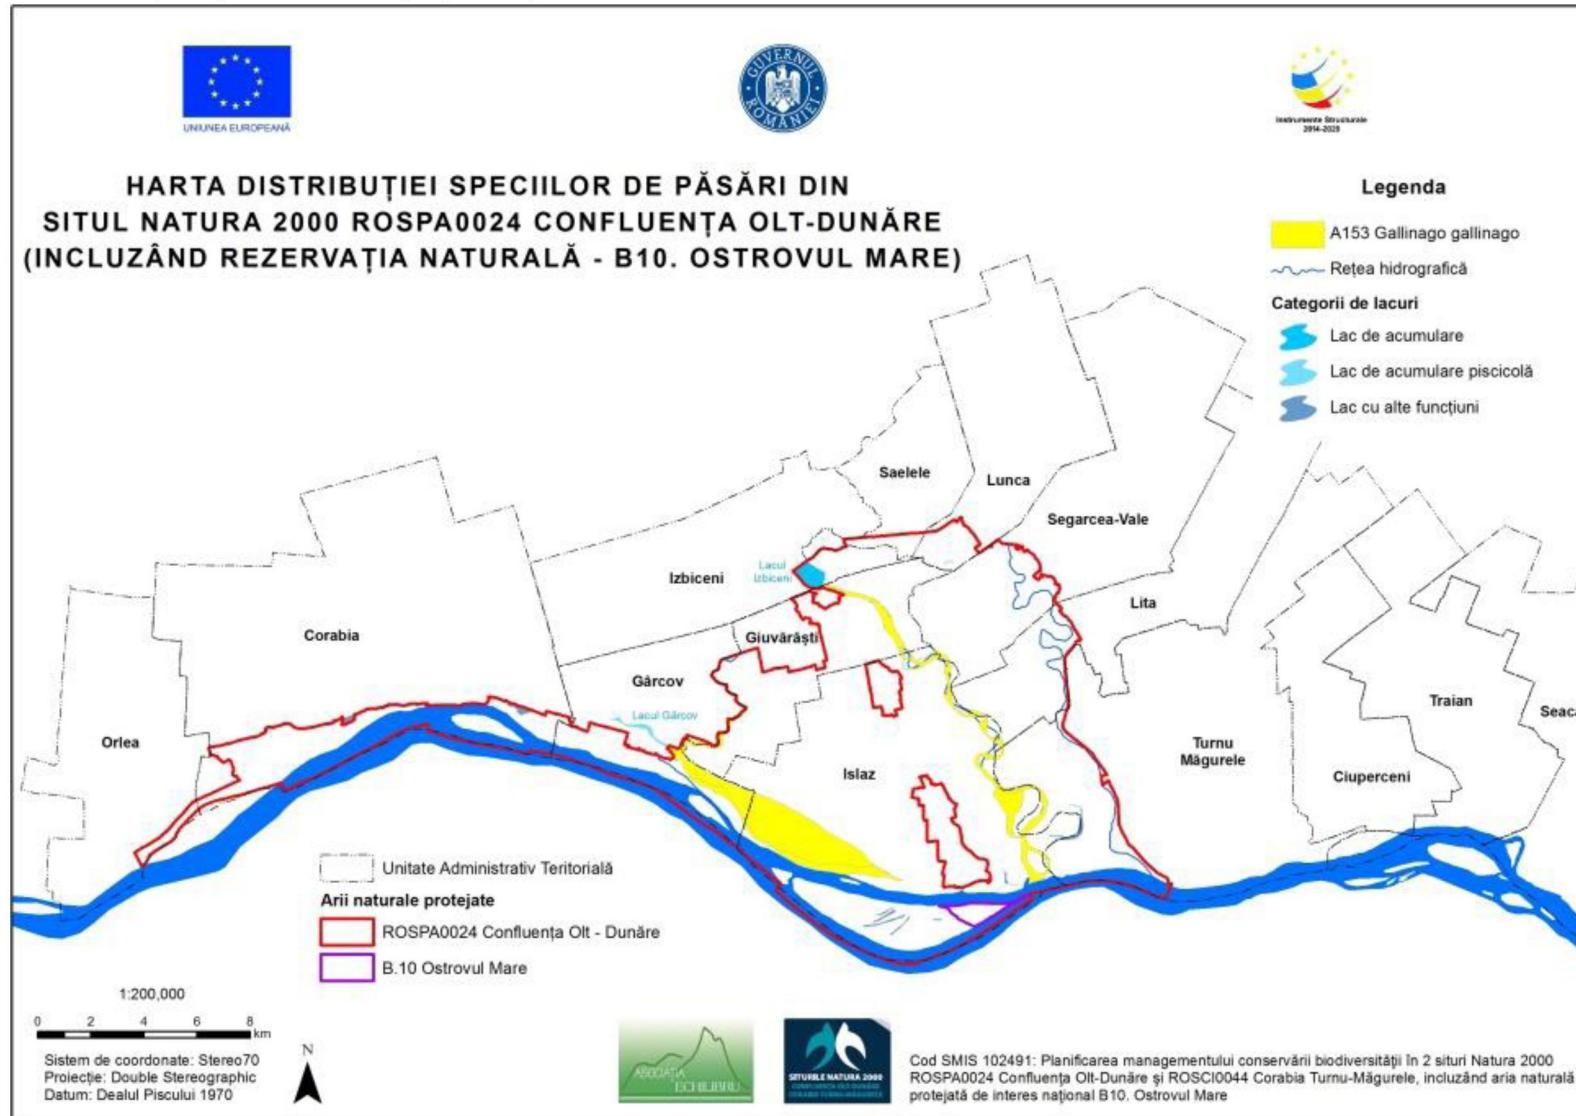 UNIUNEA EUROPEANĂ
GUVERNUL ROMÂNIEI
Instrumente Structurale
2014-2020
HARTA DISTRIBUȚIEI SPECIILOR DE PĂSĂRI DIN
SITUL NATURA 2000 ROSPA0024 CONFLUENȚA OLT-DUNĂRE
(INCLUZÂND REZERVAȚIA NATURALĂ - B10. OSTROVUL MARE)
Legenda
A153 Gallinago gallinago
Rețea hidrografică
Categorii de lacuri
Lac de acumulare
Lac de acumulare piscicolă
Lac cu alte funcțiuni
Saelele
Lunca
Segarcea-Vale
Izbiceni
Lacul
Izbiceni
Lita
Corabia
Giuvărăști
Gârcov
Lacul Gârcov
Orlea
Islaz
Turnu
Măgurele
Ciuperceni
Traian
Seaca
Unitate Administrativ Teritorială
Arii naturale protejate
ROSPA0024 Confluența Olt - Dunăre
B.10 Ostrovul Mare
1:200,000
0 2 4 6 8
km
N
Sistem de coordonate: Stereo70
Proiecție: Double Stereographic
Datum: Dealul Piscului 1970
ASOCIAȚIA
ECHILIBRU
SITURILE NATURA 2000
CONFLUENȚA OLT-DUNĂRE
CORABIA TURNU-MĂGURELE
Cod SMIS 102491: Planificarea managementului conservării biodiversității în 2 situri Natura 2000
ROSPA0024 Confluența Olt-Dunăre și ROSCI0044 Corabia Turnu-Măgurele, incluzând aria naturală
protejată de interes național B10. Ostrovul Mare